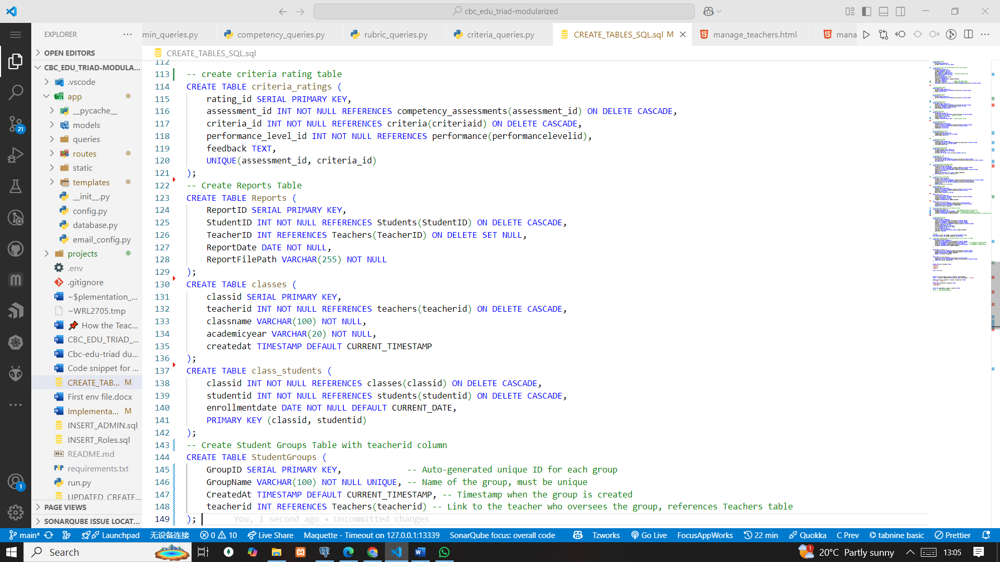 cbc_edu_triad-modularized
EXPLORER
min_queries.py
competency_queries.py
rubric_queries.py
criteria_queries.py
CREATE_TABLES_SQL.sql M
manage_teachers.html
mana
OPEN EDITORS
CREATE_TABLES_SQL.sql
CBC_EDU_TRIAD-MODULA...
.vscode
app
__pycache__
models
queries
routes
static
templates
__init__.py
config.py
database.py
email_config.py
projects
.env
.gitignore
~$plementation_...
~WRL2705.tmp
How the Teac...
CBC_EDU_TRIAD_...
Cbc-edu-triad du...
Code snippet for ...
CREATE_TAB... M
First env file.docx
Implementa... M
INSERT_ADMIN.sql
INSERT_Roles.sql
README.md
requirements.txt
run.py
UPDATED_CREATE...
PAGE VIEWS
SONARQUBE ISSUE LOCAT...
21
1
112
113 -- create criteria rating table
114 CREATE TABLE criteria_ratings (
115 rating_id SERIAL PRIMARY KEY,
116 assessment_id INT NOT NULL REFERENCES competency_assessments(assessment_id) ON DELETE CASCADE,
117 criteria_id INT NOT NULL REFERENCES criteria(criteriaid) ON DELETE CASCADE,
118 performance_level_id INT NOT NULL REFERENCES performance(performancelevelid),
119 feedback TEXT,
120 UNIQUE(assessment_id, criteria_id)
121 );
122 -- Create Reports Table
123 CREATE TABLE Reports (
124 ReportID SERIAL PRIMARY KEY,
125 StudentID INT NOT NULL REFERENCES Students(StudentID) ON DELETE CASCADE,
126 TeacherID INT REFERENCES Teachers(TeacherID) ON DELETE SET NULL,
127 ReportDate DATE NOT NULL,
128 ReportFilePath VARCHAR(255) NOT NULL
129 );
130 CREATE TABLE classes (
131 classid SERIAL PRIMARY KEY,
132 teacherid INT NOT NULL REFERENCES teachers(teacherid) ON DELETE CASCADE,
133 classname VARCHAR(100) NOT NULL,
134 academicyear VARCHAR(20) NOT NULL,
135 createdat TIMESTAMP DEFAULT CURRENT_TIMESTAMP
136 );
137 CREATE TABLE class_students (
138 classid INT NOT NULL REFERENCES classes(classid) ON DELETE CASCADE,
139 studentid INT NOT NULL REFERENCES students(studentid) ON DELETE CASCADE,
140 enrollmentdate DATE NOT NULL DEFAULT CURRENT_DATE,
141 PRIMARY KEY (classid, studentid)
142 );
143 -- Create Student Groups Table with teacherid column
144 CREATE TABLE StudentGroups (
145 GroupID SERIAL PRIMARY KEY, -- Auto-generated unique ID for each group
146 GroupName VARCHAR(100) NOT NULL UNIQUE, -- Name of the group, must be unique
147 CreatedAt TIMESTAMP DEFAULT CURRENT_TIMESTAMP, -- Timestamp when the group is created
148 teacherid INT REFERENCES Teachers(teacherid) -- Link to the teacher who oversees the group, references Teachers table
149 ); You, 1 second ago • Uncommitted changes
main* Launchpad 无设备连接 0 10 Live Share Maquette - Timeout on 127.0.0.1:13339 SonarQube focus: overall code Tzworks Go Live FocusAppWorks 22 min Quokka C Prev tabnine basic Prettier
Search 1 20°C Partly sunny 13:05